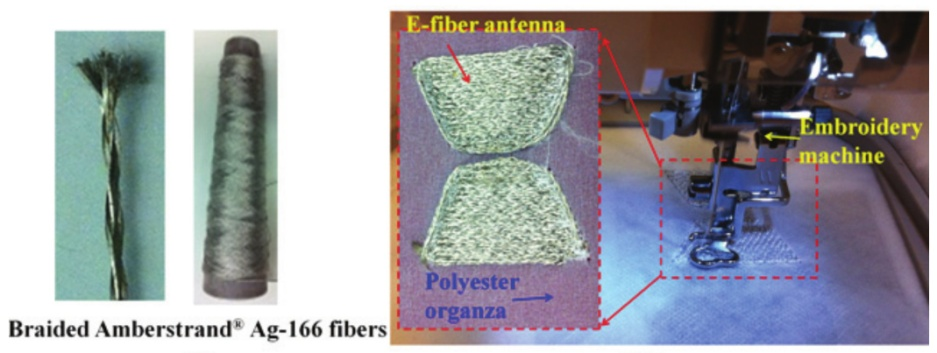 Braided Amberstrand® Ag-166 fibers
E-fiber antenna
Polyester
organza
Embroidery
machine